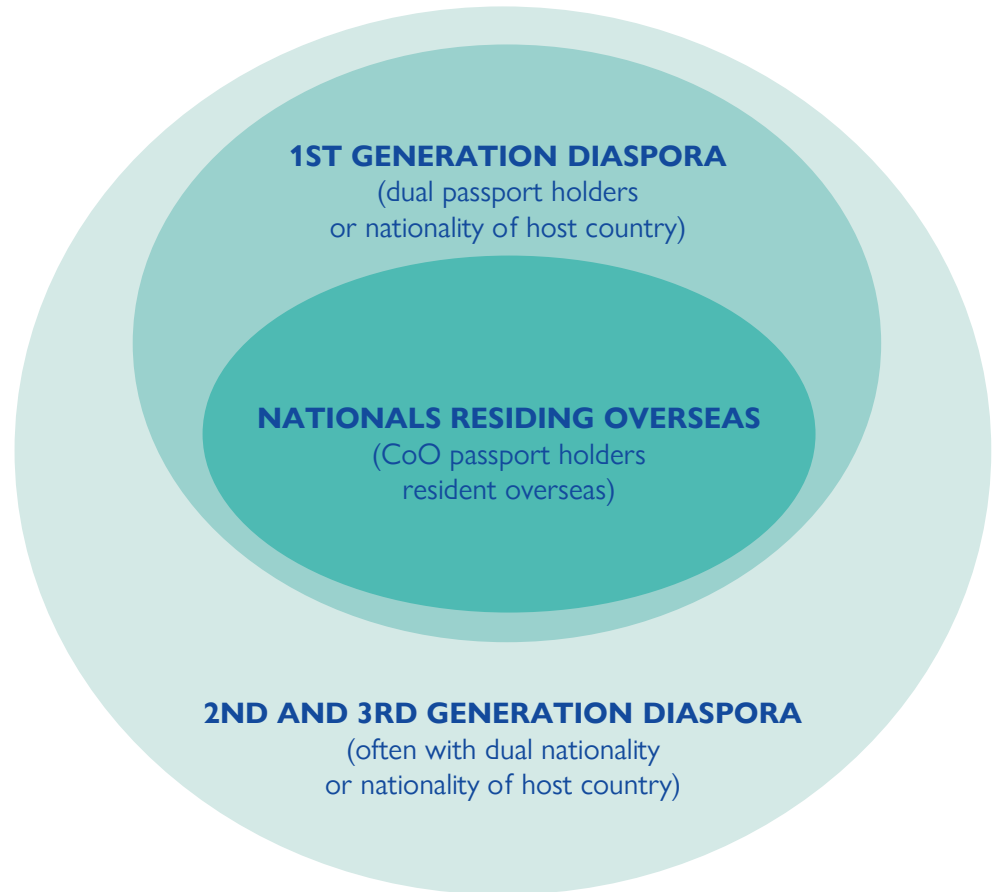 1ST GENERATION DIASPORA
(dual passport holders
or nationality of host country)
NATIONALS RESIDING OVERSEAS
(CoO passport holders
resident overseas)
2ND AND 3RD GENERATION DIASPORA
(often with dual nationality
or nationality of host country)